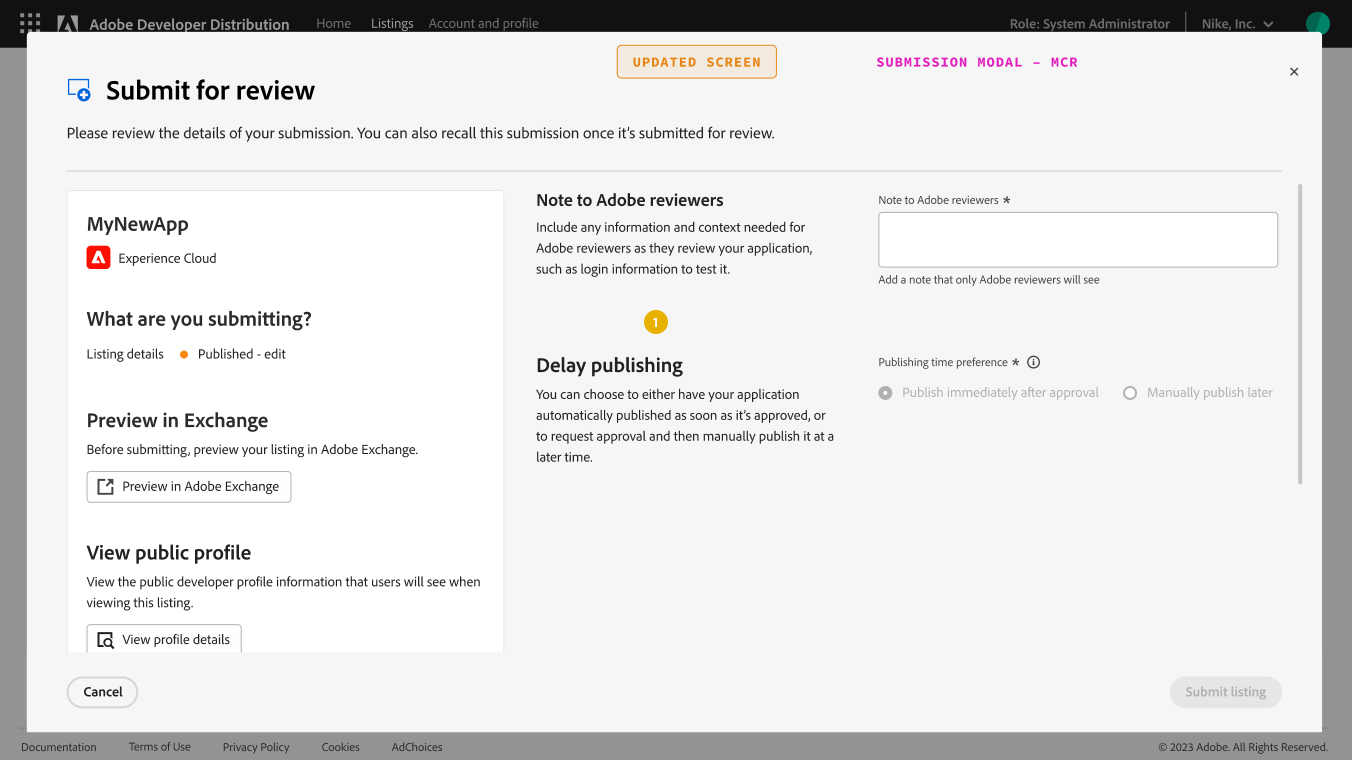 Adobe Developer Distribution
Home
Listings
Account and profile
Role: System Administrator
Nike, Inc.
UPDATED SCREEN
SUBMISSION MODAL – MCR
Submit for review
Please review the details of your submission. You can also recall this submission once it’s submitted for review.
MyNewApp
Experience Cloud
What are you submitting?
Listing details
Published - edit
Preview in Exchange
Before submitting, preview your listing in Adobe Exchange.
Preview in Adobe Exchange
View public profile
View the public developer profile information that users will see when
viewing this listing.
View profile details
Note to Adobe reviewers
Include any information and context needed for
Adobe reviewers as they review your application,
such as login information to test it.
1
Delay publishing
You can choose to either have your application
automatically published as soon as it’s approved, or
to request approval and then manually publish it at a
later time.
Note to Adobe reviewers *
Add a note that only Adobe reviewers will see
Publishing time preference *
Publish immediately after approval
Manually publish later
Cancel
Submit listing
Documentation
Terms of Use
Privacy Policy
Cookies
AdChoices
© 2023 Adobe. All Rights Reserved.